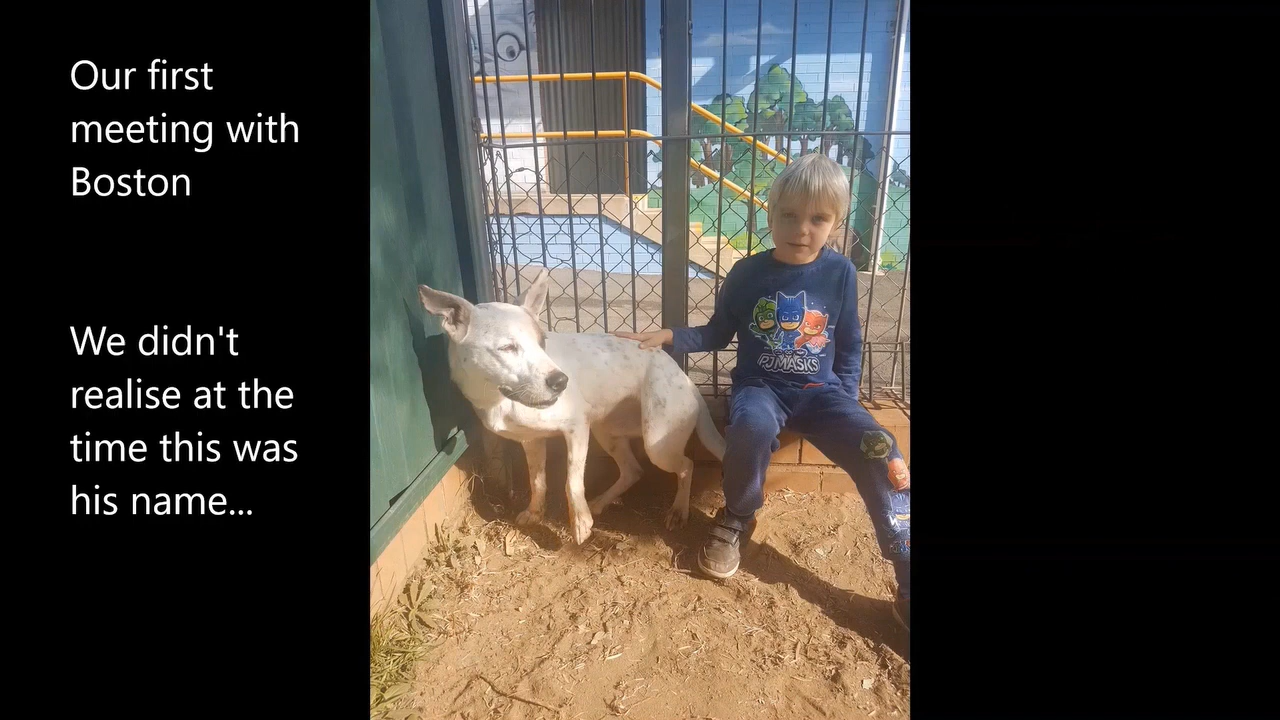 Our first
meeting with
Boston
We didn't
realise at the
time this was
his name...
PJMASKS